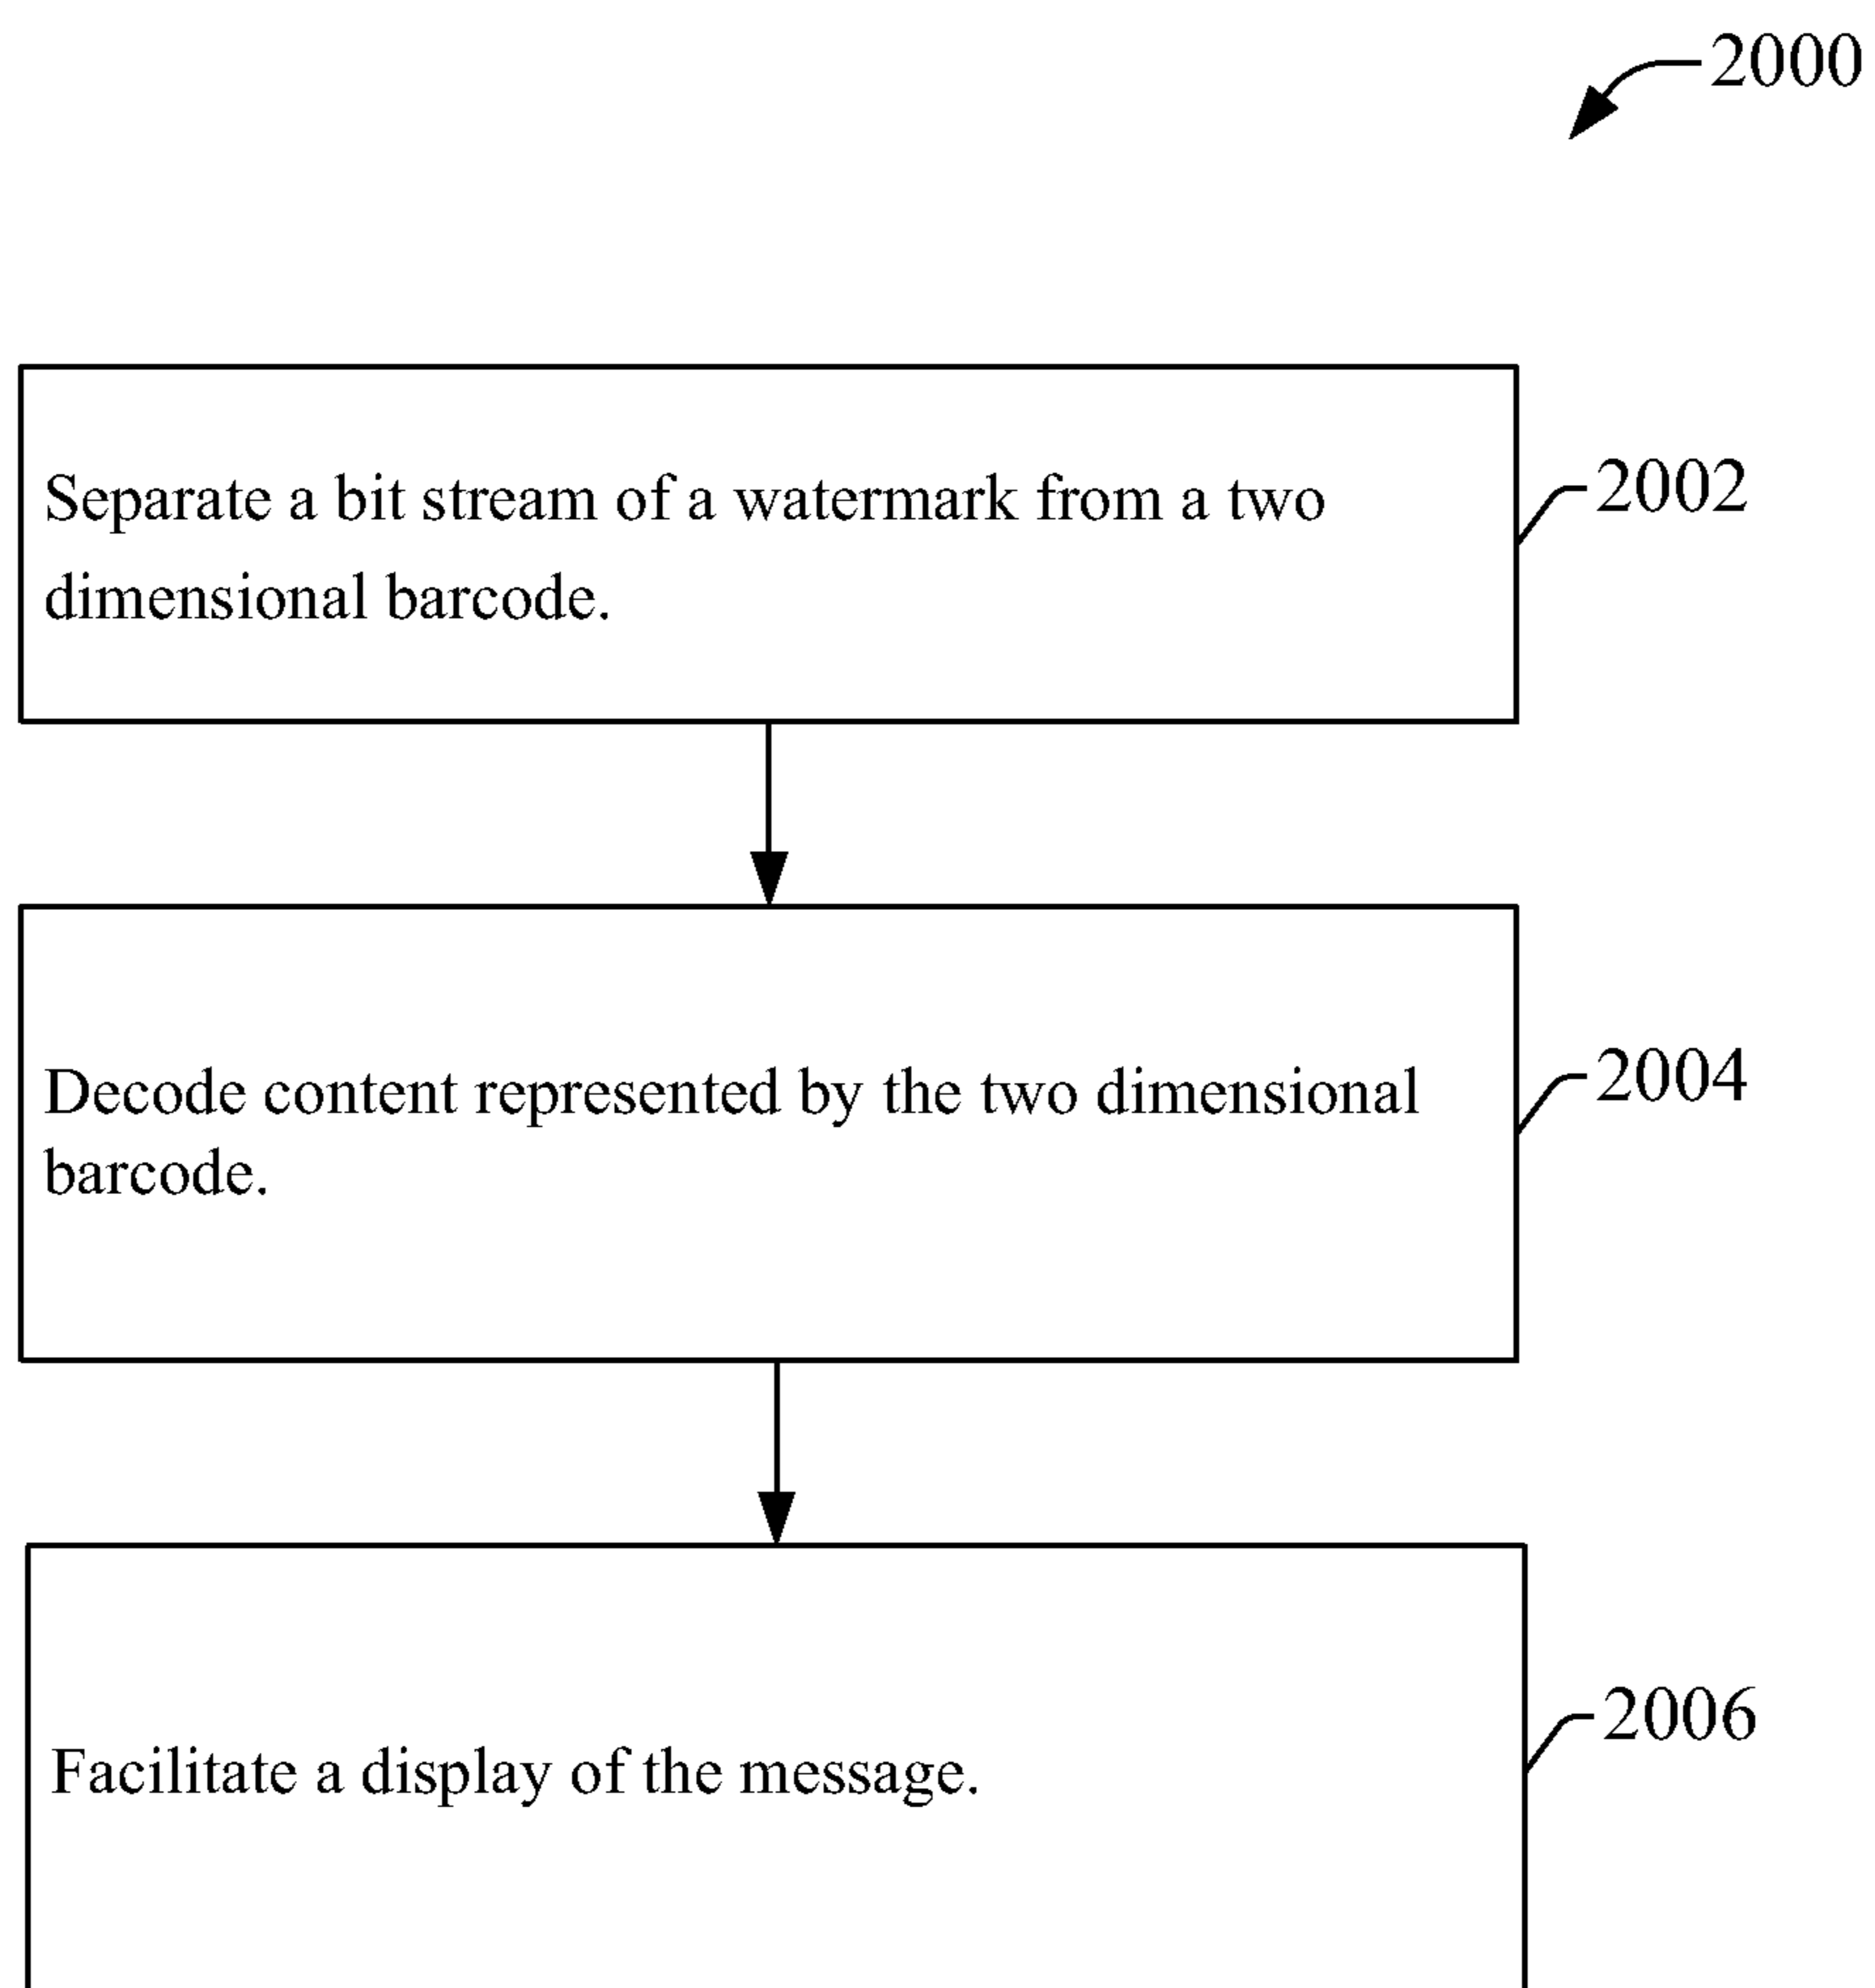 2000
Separate a bit stream of a watermark from a two
dimensional barcode.
2002
Decode content represented by the two dimensional
barcode.
2004
Facilitate a display of the message.
2006